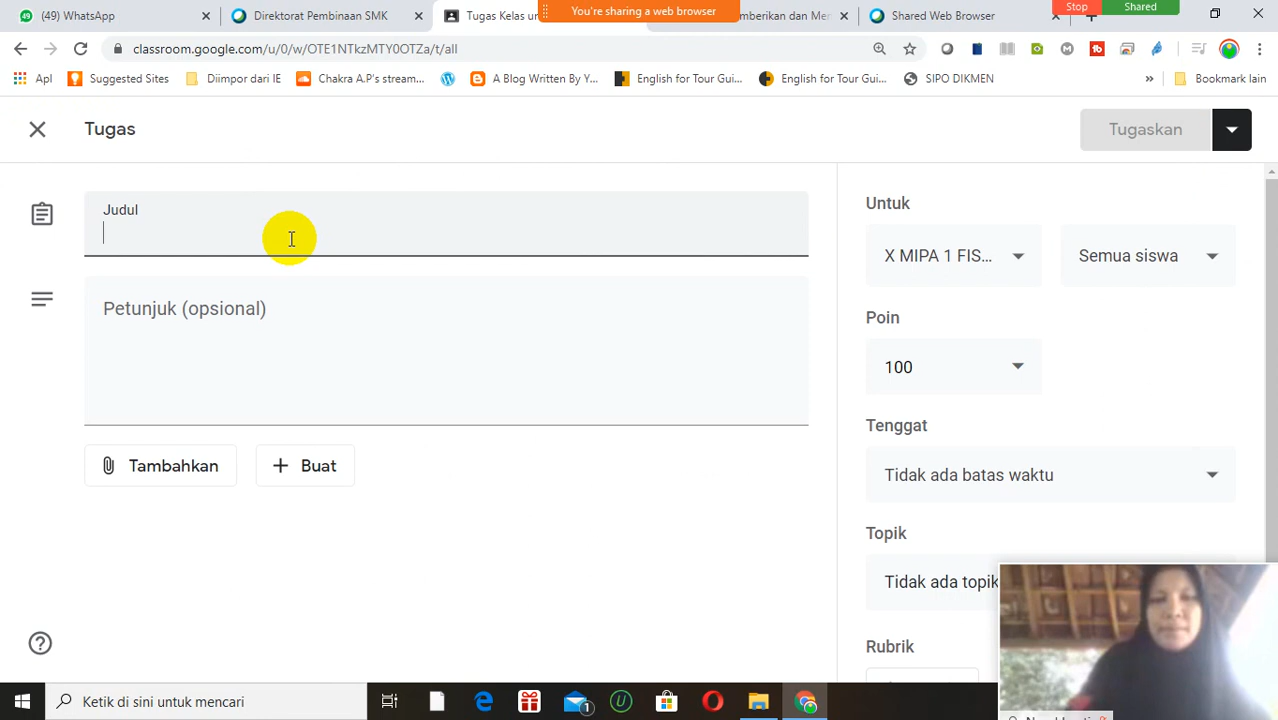 (49) WhatsApp
Direktorat Pembinaan SMK
Tugas Kelas un
You're sharing a web browser
emberikan dan Mer
Shared Web Browser
Stop
Shared
classroom.google.com/u/0/w/OTE1NTkzMTY0OTZa/t/all
Apl
Suggested Sites
Diimpor dari IE
Chakra A.P's stream...
A Blog Written By Y...
English for Tour Gui...
English for Tour Gui...
SIPO DIKMEN
»
Bookmark lain
Tugas
Tugaskan
Judul
Petunjuk (opsional)
Tambahkan
Buat
Untuk
X MIPA 1 FIS...
Semua siswa
Poin
100
Tenggat
Tidak ada batas waktu
Topik
Tidak ada topik
Rubrik
Ketik di sini untuk mencari
1